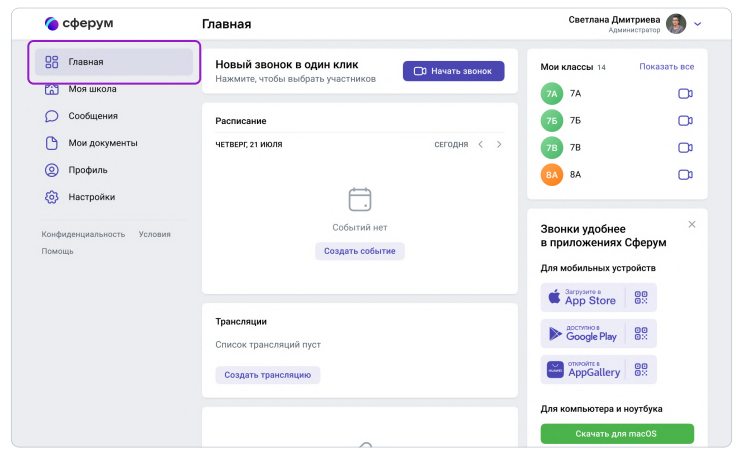 сферум
Главная
Светлана Дмитриева
Администратор
Главная
Моя школа
Сообщения
Мои документы
Профиль
Настройки
Конфиденциальность Условия
Помощь
Новый звонок в один клик
Нажмите, чтобы выбрать участников
Начать звонок
Расписание
ЧЕТВЕРГ, 21 ИЮЛЯ
СЕГОДНЯ
Событий нет
Создать событие
Трансляции
Список трансляций пуст
Создать трансляцию
Мои классы 14
Показать все
7А 7А
7Б 7Б
7В 7В
8А 8А
Звонки удобнее
в приложениях Сферум
Для мобильных устройств
Загрузите в
App Store
ДОСТУПНО В
Google Play
ОТКРОЙТЕ В
AppGallery
Для компьютера и ноутбука
Скачать для macOS